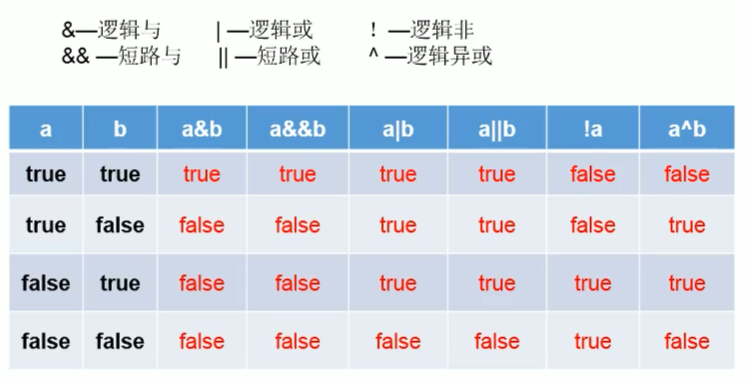 &—逻辑与 | —逻辑或 ! —逻辑非
&& —短路与 || —短路或 ^ —逻辑异或
a b a&b a&&b a|b a||b !a a^b
true true true true true true false false
true false false false true true false true
false true false false true true true true
false false false false false false true false